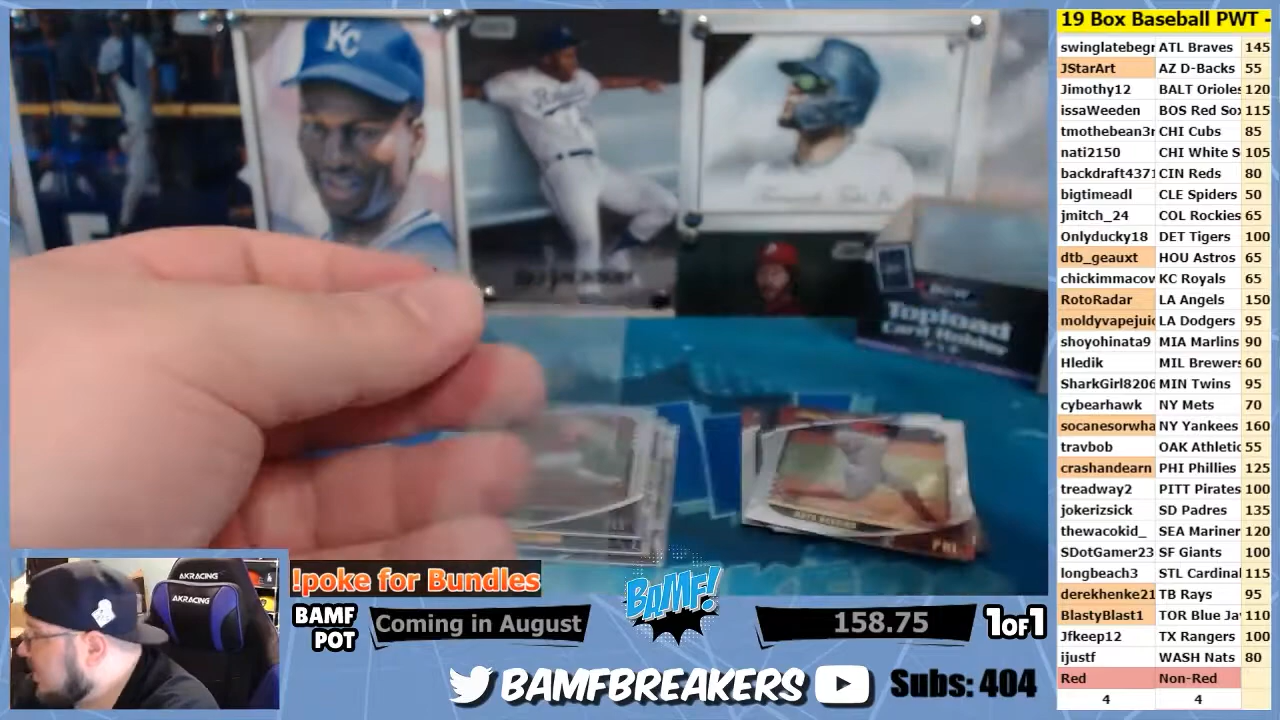 19 Box Baseball PWT -
swinglatebegr ATL Braves 145
JStarArt AZ D-Backs 55
Jimothy12 BALT Orioles 120
issaWeeden BOS Red Sox 115
tmothebean3r CHI Cubs 85
nati2150 CHI White S 105
backdraft4371 CIN Reds 80
bigtimeadl CLE Spiders 50
jmitch_24 COL Rockies 65
Onlyducky18 DET Tigers 100
dtb_geauxt HOU Astros 65
chickimmacov KC Royals 65
RotoRadar LA Angels 150
moldyvapejuic LA Dodgers 95
shoyohinata9 MIA Marlins 90
Hledik MIL Brewers 60
SharkGirl8206 MIN Twins 95
cybearhawk NY Mets 70
socanesorwha NY Yankees 160
travbob OAK Athletic 55
crashandearn PHI Phillies 125
treadway2 PITT Pirates 100
jokerizsick SD Padres 135
thewacokid_ SEA Mariner 120
SDotGamer23 SF Giants 100
longbeach3 STL Cardinal 115
derekhenke21 TB Rays 95
BlastyBlast1 TOR Blue Ja 110
Jfkeep12 TX Rangers 100
ijustf WASH Nats 80
Red Non-Red
4 4
KC
Topload
Card Holder
PHI
AKRACING
AKRACING
!poke for Bundles
BAMF
POT
Coming in August
BAMF!
158.75
1OF1
BAMFBREAKERS
Subs: 404